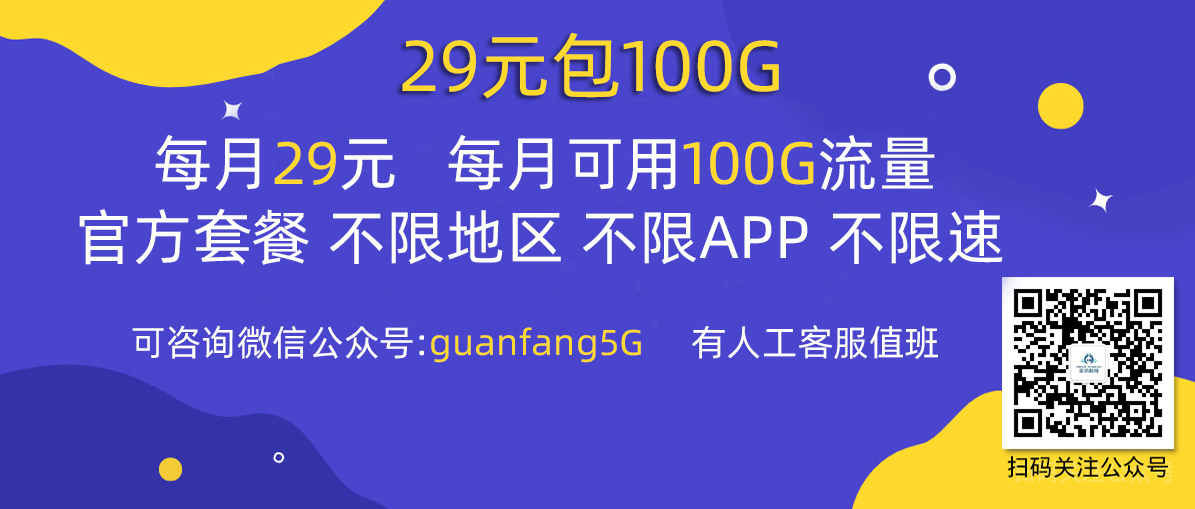 29元包100G
每月29元 每月可用100G流量
官方套餐 不限地区 不限APP 不限速
可咨询微信公众号:guanfang5G 有人工客服值班
扫码关注公众号